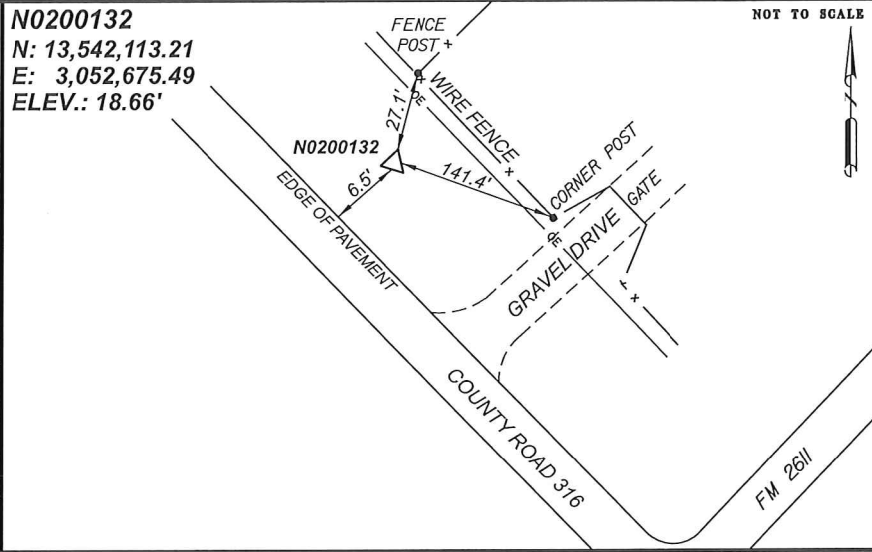 N0200132
N: 13,542,113.21
E: 3,052,675.49
ELEV.: 18.66'
NOT TO SCALE
FENCE
POST
27.1'
WIRE FENCE
N0200132
6.5'
141.4'
CORNER POST
EDGE OF PAVEMENT
GATE
GRAVEL DRIVE
COUNTY ROAD 316
FM 2611